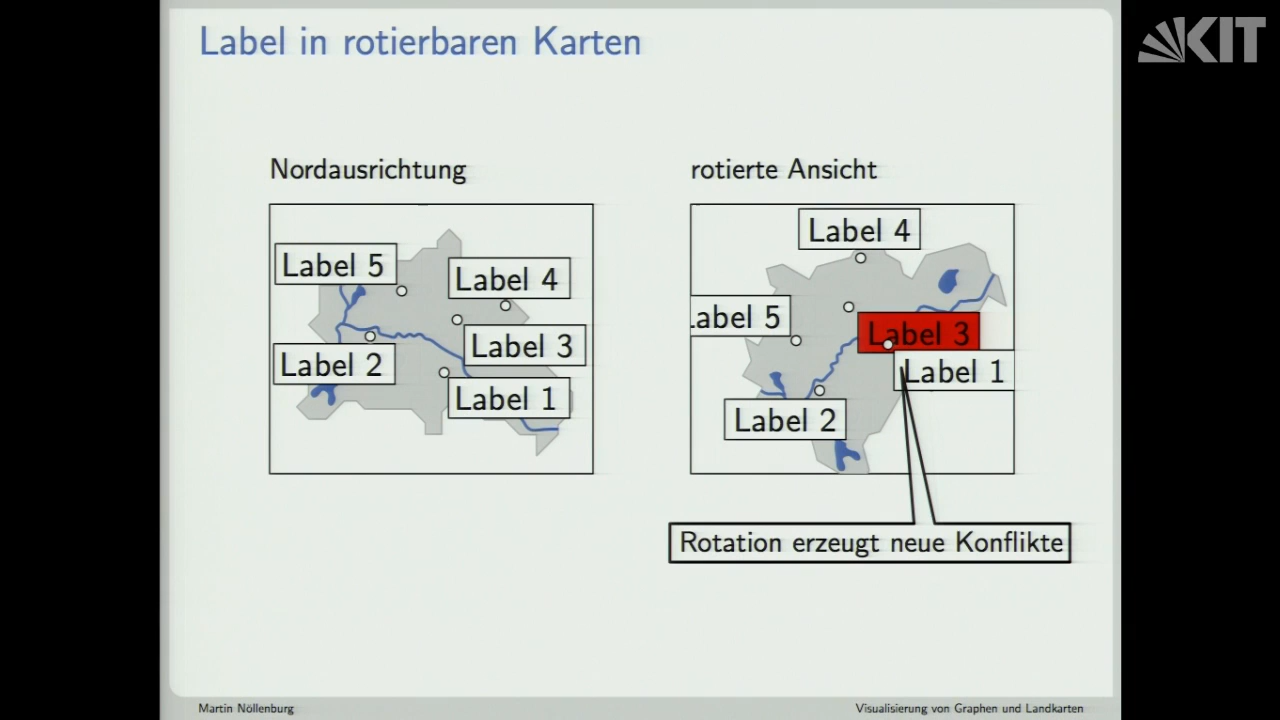 Label in rotierbaren Karten
KIT
Nordausrichtung
rotierte Ansicht
Label 5
Label 4
Label 3
Label 2
Label 1
Label 4
abel 5
Label 3
Label 1
Label 2
Rotation erzeugt neue Konflikte
Martin Nöllenburg
Visualisierung von Graphen und Landkarten